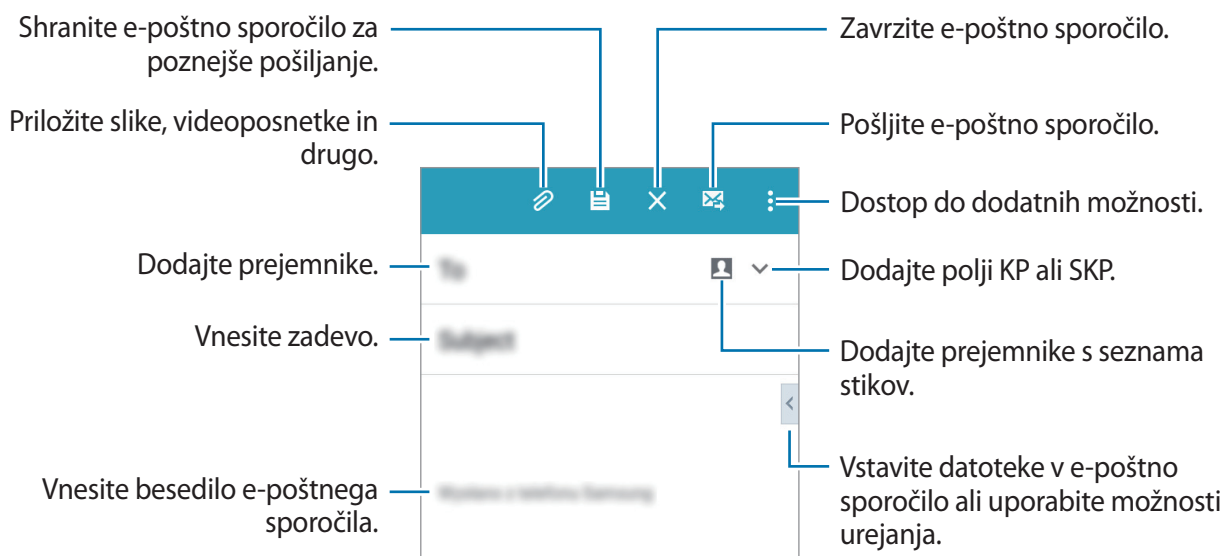 Shranite e-poštno sporočilo za
poznejše pošiljanje.
Zavrzite e-poštno sporočilo.
Priložite slike, videoposnetke in
drugo.
Pošljite e-poštno sporočilo.
Dostop do dodatnih možnosti.
Dodajte prejemnike.
To
Dodajte polji KP ali SKP.
Vnesite zadevo.
Subject
Dodajte prejemnike s seznama
stikov.
Vnesite besedilo e-poštnega
sporočila.
Vstavite datoteke v e-poštno
sporočilo ali uporabite možnosti
urejanja.